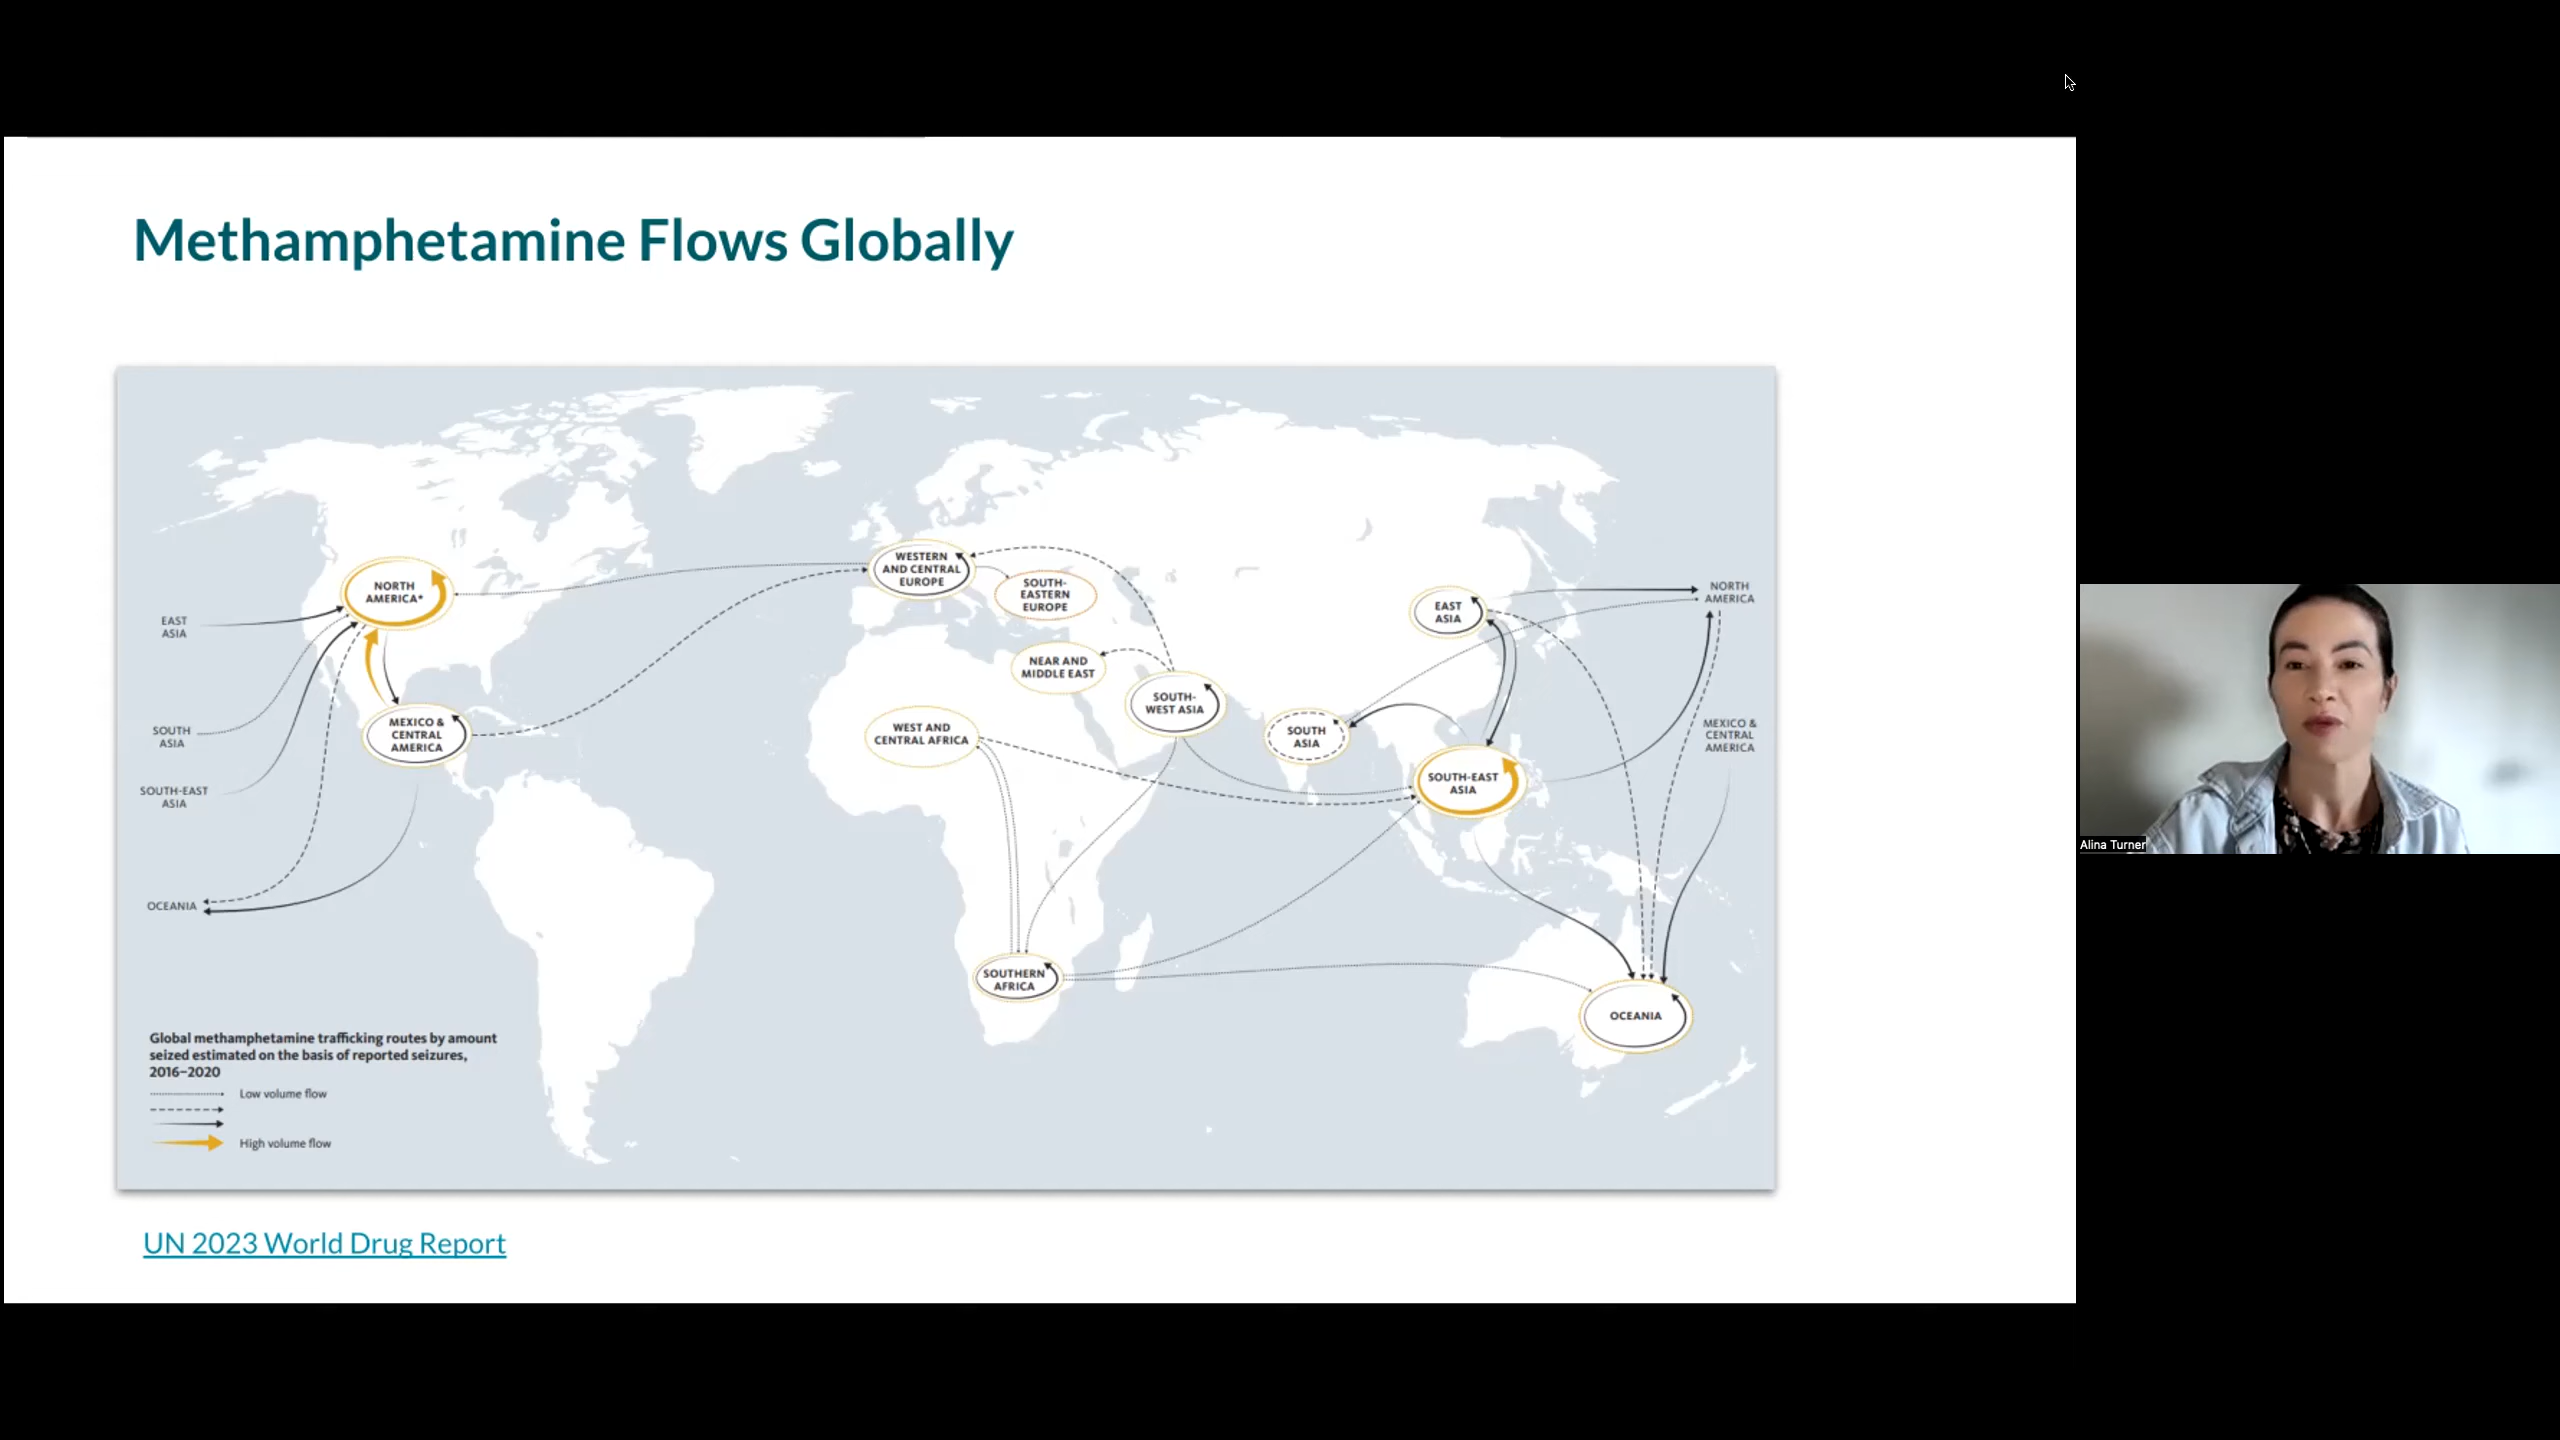 Methamphetamine Flows Globally
NORTH
AMERICA*
EAST
ASIA
SOUTH
ASIA
SOUTH-EAST
ASIA
OCEANIA
MEXICO &
CENTRAL
AMERICA
WESTERN
AND CENTRAL
EUROPE
SOUTH-
EASTERN
EUROPE
NEAR AND
MIDDLE EAST
WEST AND
CENTRAL AFRICA
SOUTH-
WEST ASIA
SOUTH
ASIA
EAST
ASIA
SOUTH-EAST
ASIA
SOUTHERN
AFRICA
OCEANIA
NORTH
AMERICA
MEXICO &
CENTRAL
AMERICA
Global methamphetamine trafficking routes by amount
seized estimated on the basis of reported seizures,
2016–2020
Low volume flow
High volume flow
UN 2023 World Drug Report
Alina Turner